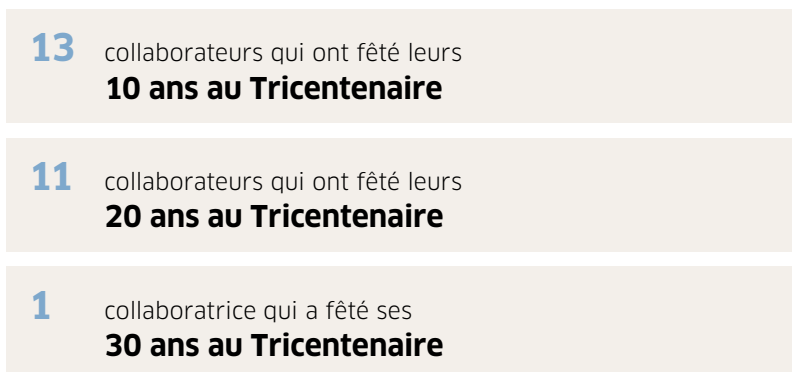 13 collaborateurs qui ont fêté leurs
10 ans au Tricentenaire
11 collaborateurs qui ont fêté leurs
20 ans au Tricentenaire
1 collaboratrice qui a fêté ses
30 ans au Tricentenaire